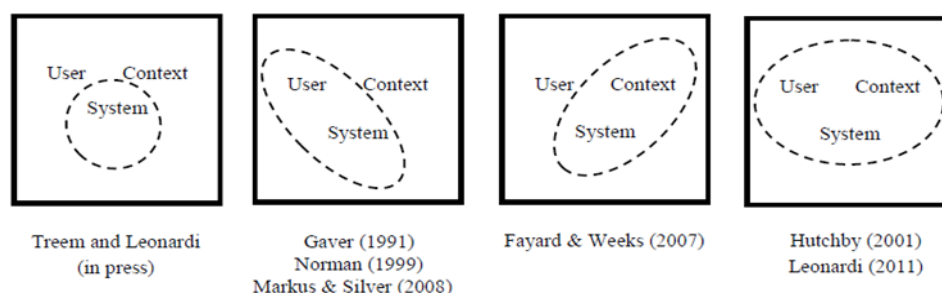 User Context
System
User Context
System
User Context
System
User Context
System
Treem and Leonardi
(in press)
Gaver (1991)
Norman (1999)
Markus & Silver (2008)
Fayard & Weeks (2007)
Hutchby (2001)
Leonardi (2011)